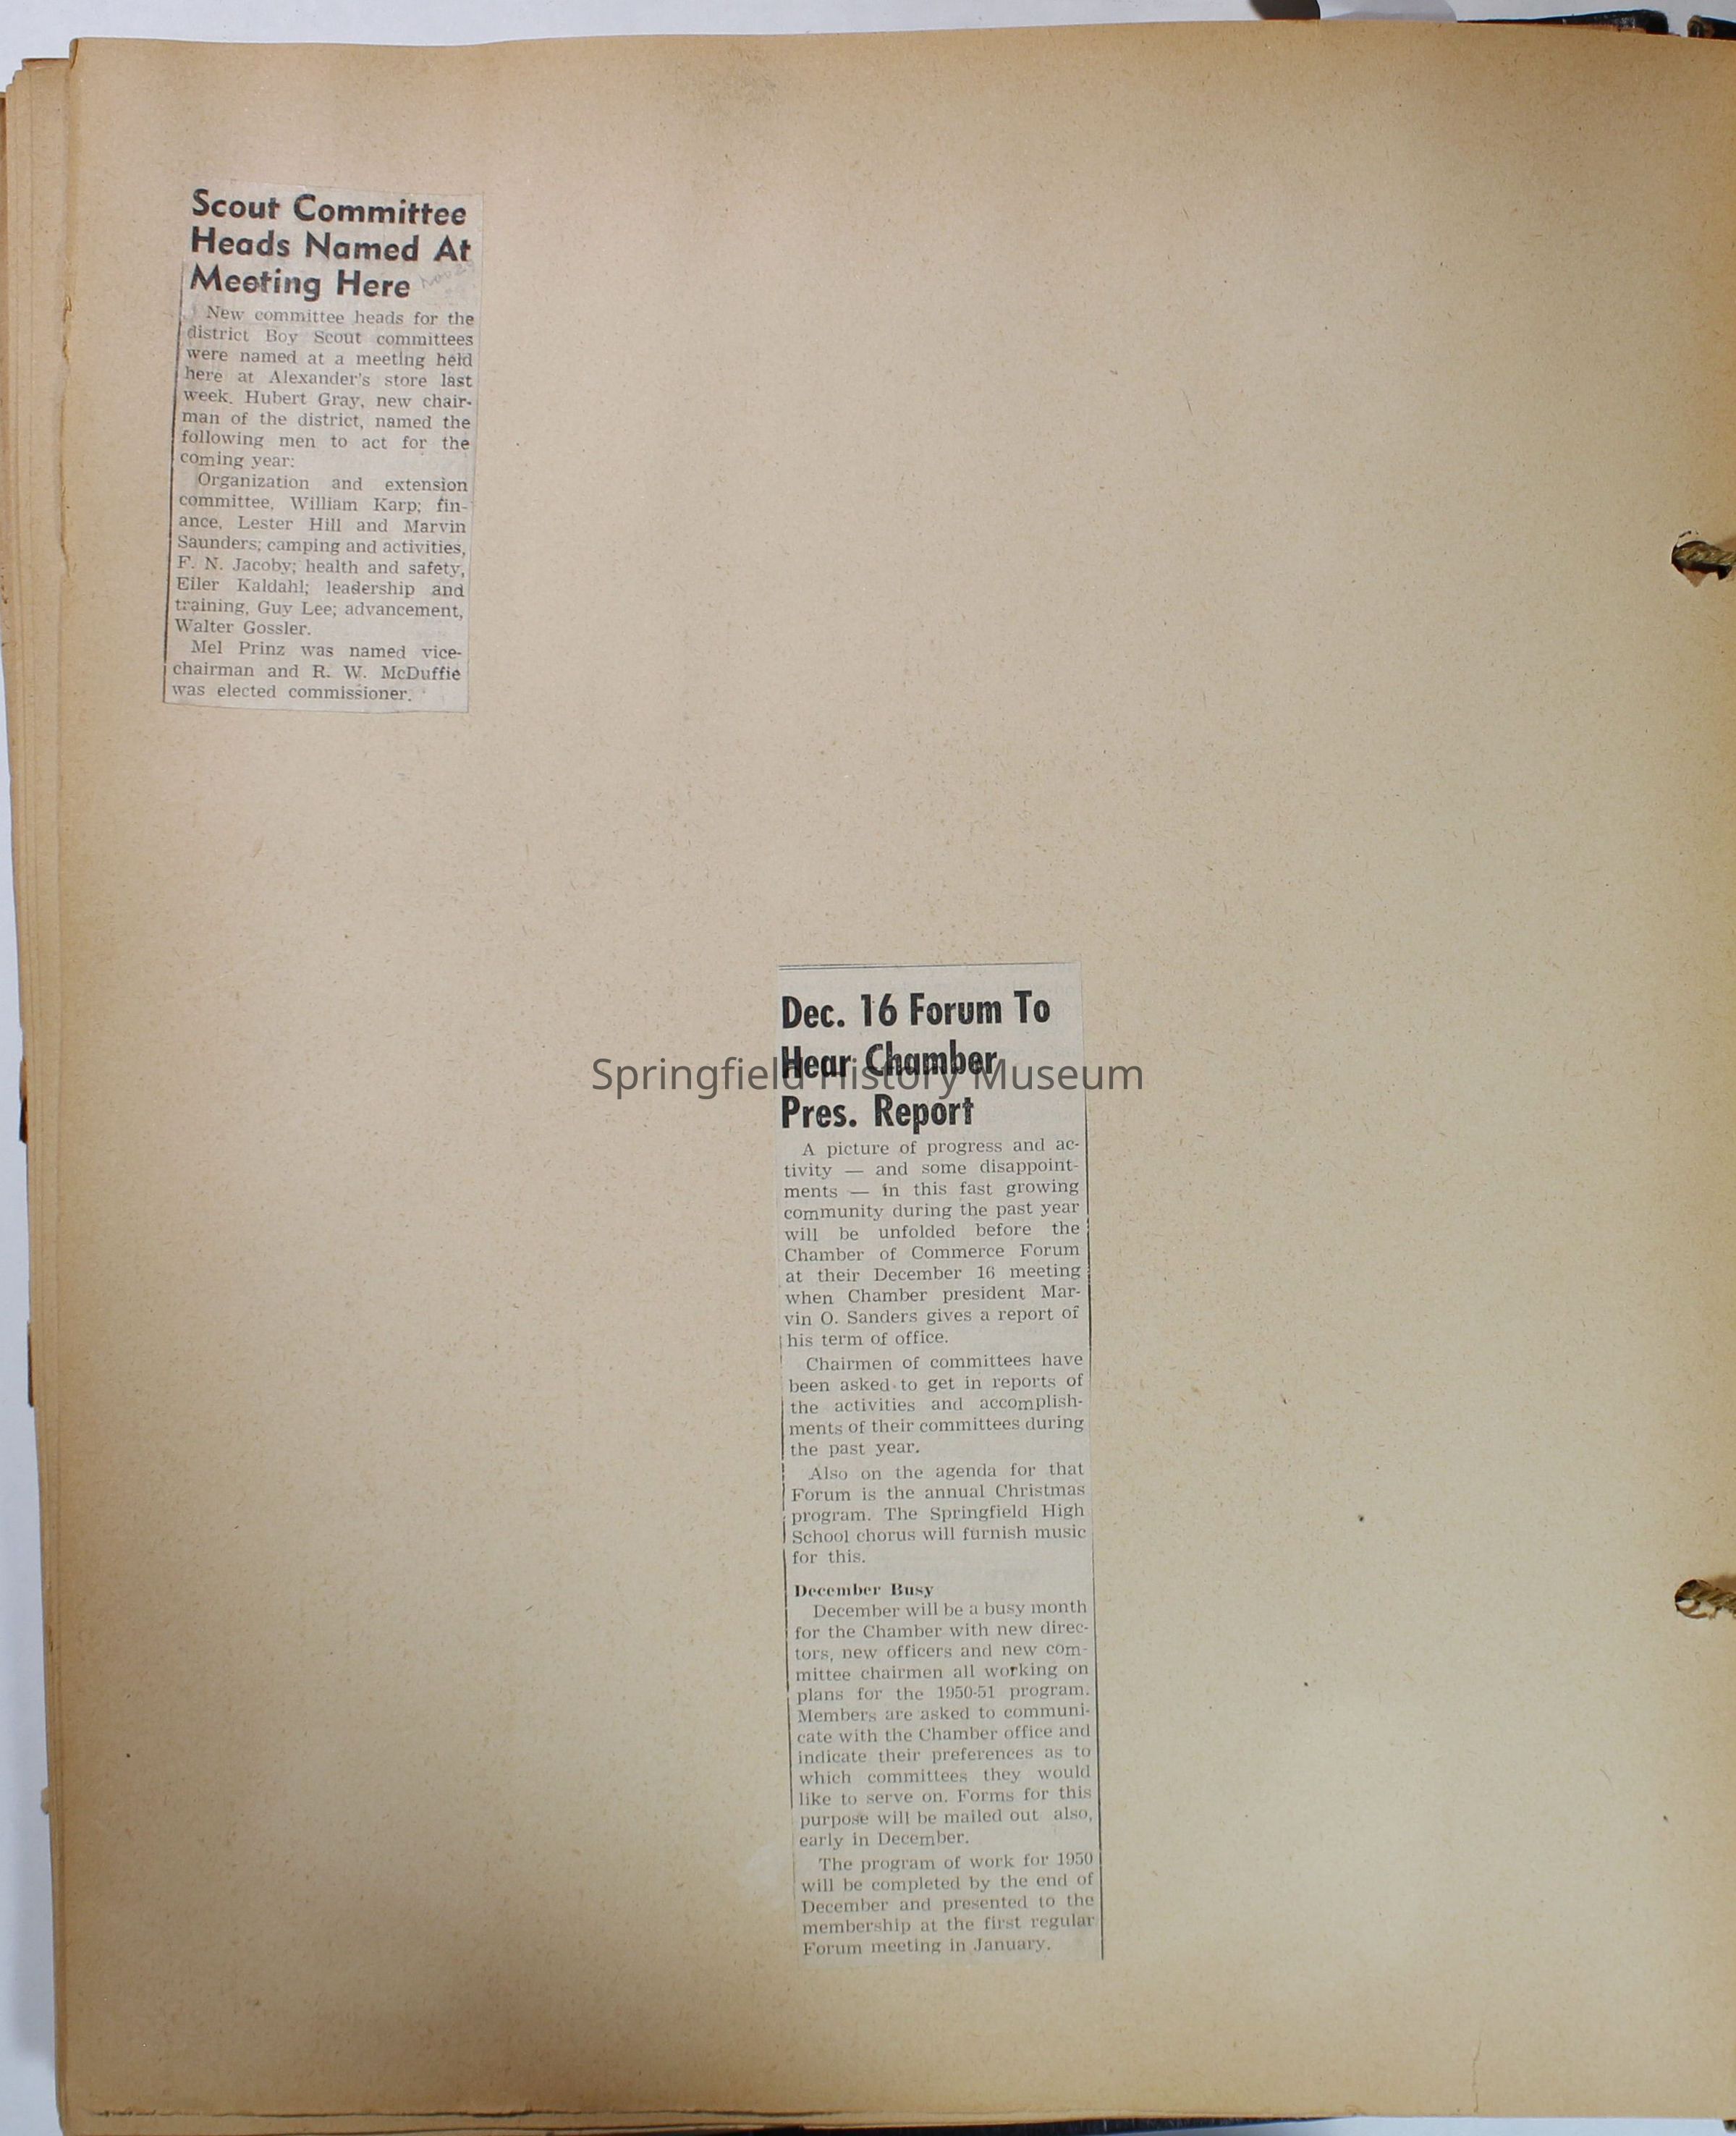 Scout Committee
Heads Named At
Meeting Here
New committee heads for the
district Boy Scout committees
were named at a meeting held
here at Alexander's store last
week. Hubert Gray, new chair-
man of the district, named the
following men to act for the
coming year:
Organization and extension
committee, William Karp; fin-
ance, Lester Hill and Marvin
Saunders; camping and activities,
F. N. Jacoby; health and safety,
Eiler Kaldahl; leadership and
training, Guy Lee; advancement,
Walter Gossler.
Mel Prinz was named vice-
chairman and R. W. McDuffie
was elected commissioner.
Dec. 16 Forum To
Hear Chamber
Springfield History Museum
Pres. Report
A picture of progress and ac-
tivity — and some disappoint-
ments — in this fast growing
community during the past year
will be unfolded before the
Chamber of Commerce Forum
at their December 16 meeting
when Chamber president Mar-
vin O. Sanders gives a report of
his term of office.
Chairmen of committees have
been asked to get in reports of
the activities and accomplish-
ments of their committees during
the past year.
Also on the agenda for that
Forum is the annual Christmas
program. The Springfield High
School chorus will furnish music
for this.
December Busy
December will be a busy month
for the Chamber with new direc-
tors, new officers and new com-
mittee chairmen all working on
plans for the 1950-51 program.
Members are asked to communi-
cate with the Chamber office and
indicate their preferences as to
which committees they would
like to serve on. Forms for this
purpose will be mailed out also,
early in December.
The program of work for 1950
will be completed by the end of
December and presented to the
membership at the first regular
Forum meeting in January.